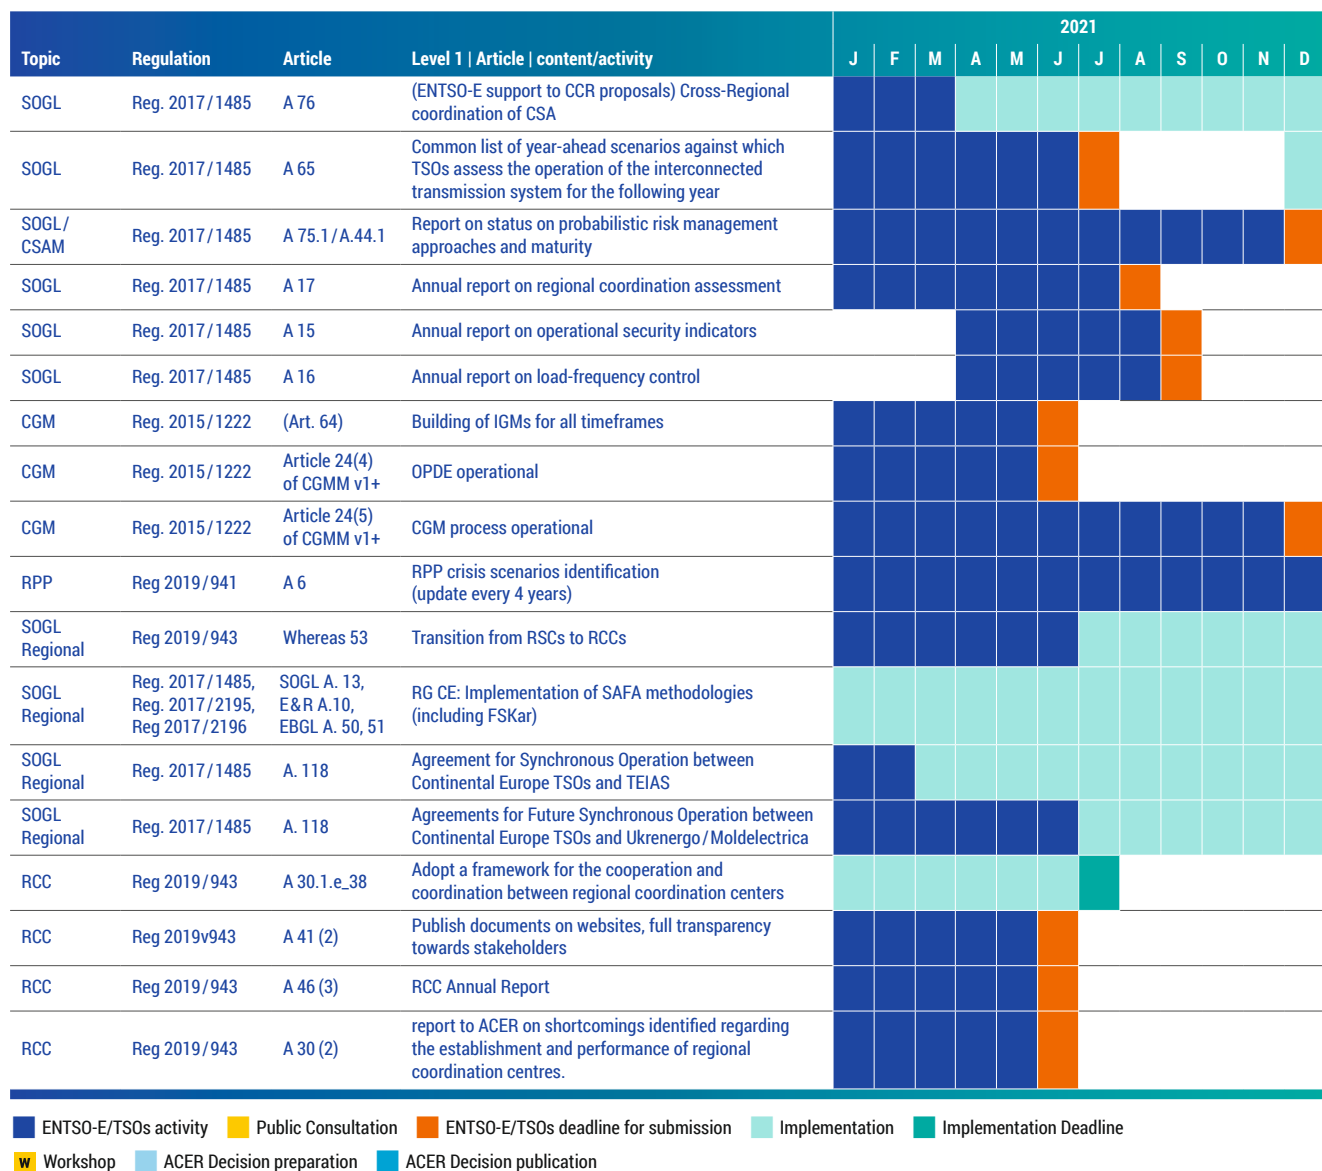 2021
Topic Regulation Article Level 1 | Article | content/activity J F M A M J J A S O N D
SOGL Reg. 2017/1485 A 76 (ENTSO-E support to CCR proposals) Cross-Regional
coordination of CSA
SOGL Reg. 2017/1485 A 65 Common list of year-ahead scenarios against which
TSOs assess the operation of the interconnected
transmission system for the following year
SOGL/
CSAM Reg. 2017/1485 A 75.1/A.44.1 Report on status on probabilistic risk management
approaches and maturity
SOGL Reg. 2017/1485 A 17 Annual report on regional coordination assessment
SOGL Reg. 2017/1485 A 15 Annual report on operational security indicators
SOGL Reg. 2017/1485 A 16 Annual report on load-frequency control
CGM Reg. 2015/1222 (Art. 64) Building of IGMs for all timeframes
CGM Reg. 2015/1222 Article 24(4)
of CGMM v1+ OPDE operational
CGM Reg. 2015/1222 Article 24(5)
of CGMM v1+ CGM process operational
RPP Reg 2019/941 A 6 RPP crisis scenarios identification
(update every 4 years)
SOGL
Regional Reg 2019/943 Whereas 53 Transition from RSCs to RCCs
SOGL
Regional Reg. 2017/1485,
Reg. 2017/2195,
Reg 2017/2196 SOGL A. 13,
E&R A.10,
EBGL A. 50, 51 RG CE: Implementation of SAFA methodologies
(including FSKar)
SOGL
Regional Reg. 2017/1485 A. 118 Agreement for Synchronous Operation between
Continental Europe TSOs and TEIAS
SOGL
Regional Reg. 2017/1485 A. 118 Agreements for Future Synchronous Operation between
Continental Europe TSOs and Ukrenergo/Moldelectrica
RCC Reg 2019/943 A 30.1.e_38 Adopt a framework for the cooperation and
coordination between regional coordination centers
RCC Reg 2019v943 A 41 (2) Publish documents on websites, full transparency
towards stakeholders
RCC Reg 2019/943 A 46 (3) RCC Annual Report
RCC Reg 2019/943 A 30 (2) report to ACER on shortcomings identified regarding
the establishment and performance of regional
coordination centres.
ENTSO-E/TSOs activity Public Consultation ENTSO-E/TSOs deadline for submission Implementation Implementation Deadline
w Workshop ACER Decision preparation ACER Decision publication